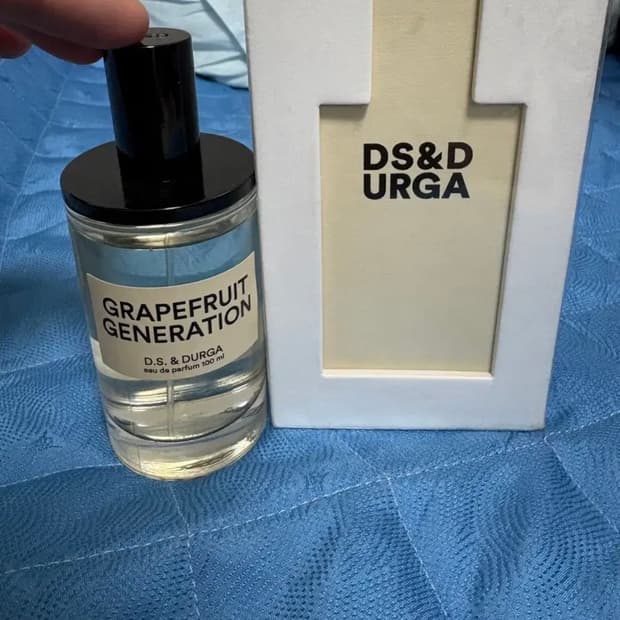 GRAPEFRUIT
GENERATION
D.S. & DURGA
eau de parfum 100 ml
DS&D
URGA